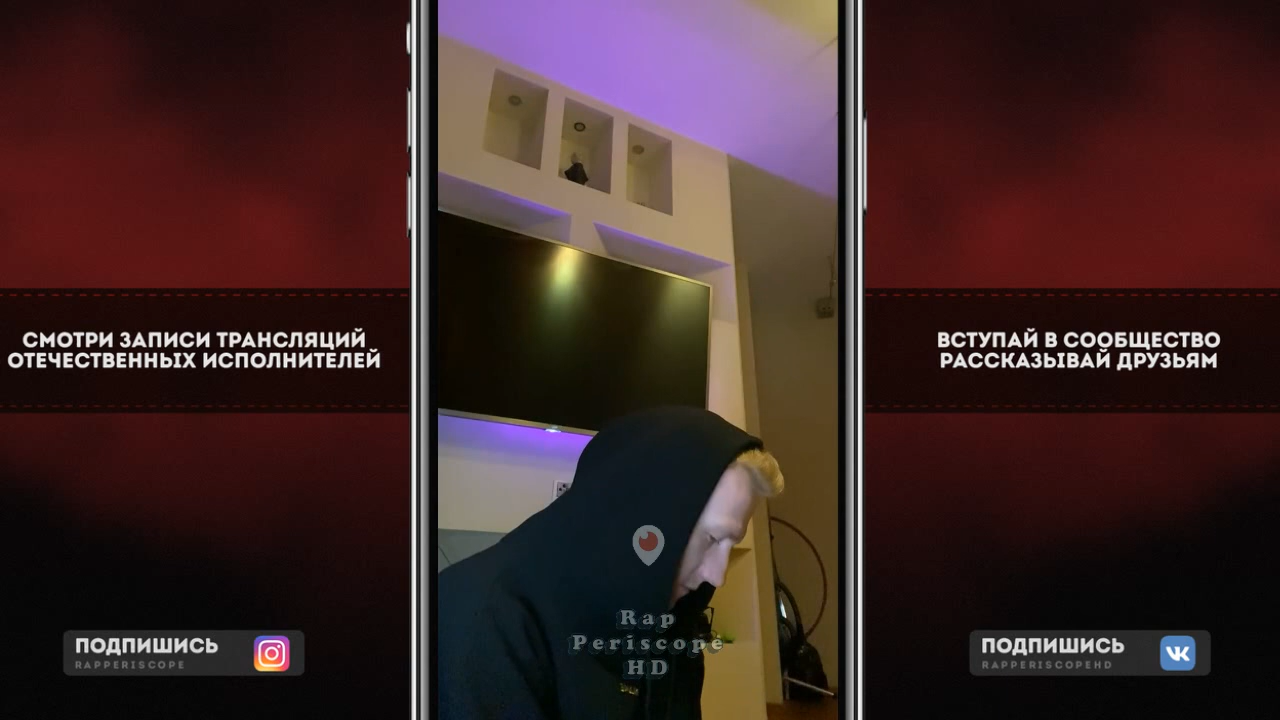 СМОТРИ ЗАПИСИ ТРАНСЛЯЦИЙ
ОТЕЧЕСТВЕННЫХ ИСПОЛНИТЕЛЕЙ
ПОДПИШИСЬ
RAPPERISCOPE
Rap
Periscope
HD
ВСТУПАЙ В СООБЩЕСТВО
РАССКАЗЫВАЙ ДРУЗЬЯМ
ПОДПИШИСЬ
RAPPERISCOPEHD